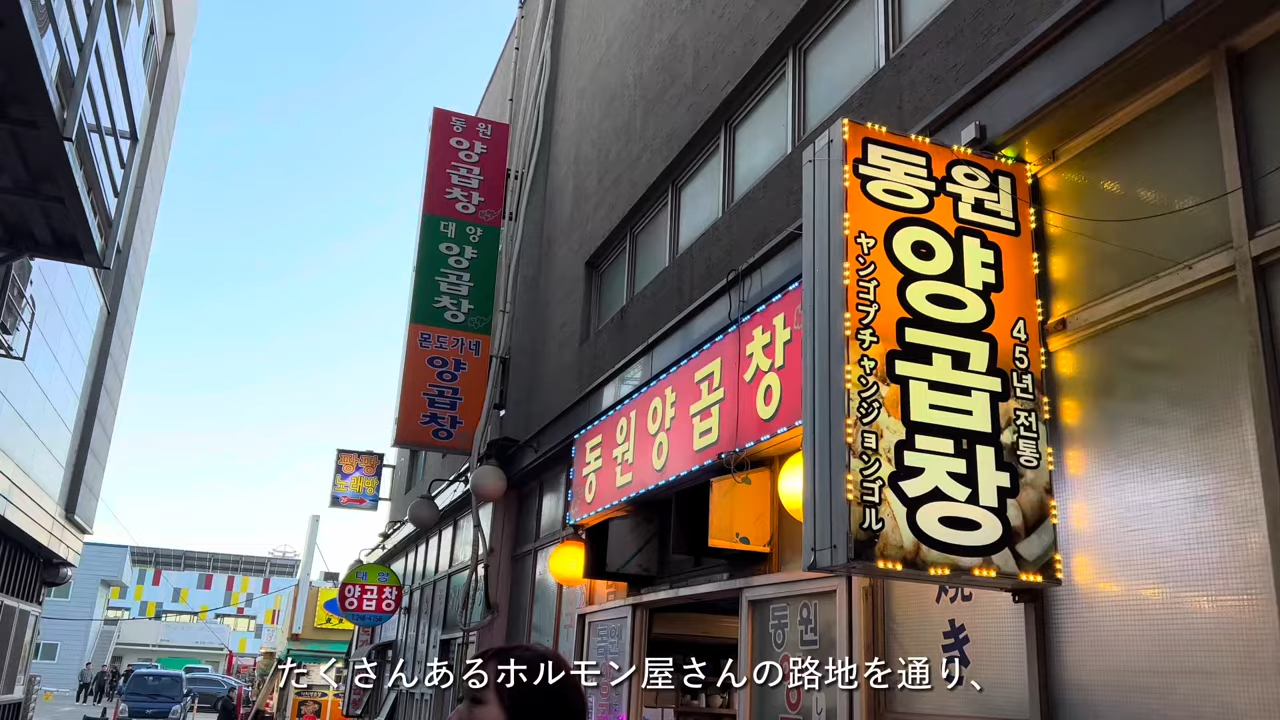 동원
양곱창
대양
양곱창
몬도가네
양곱창
팡팡
노래방
대영
양곱창
동원양곱창
동원
양곱창
ヤンゴプチャンジョンゴル
45년 전통
동원
焼き
たくさんあるホルモン屋さんの路地を通り、